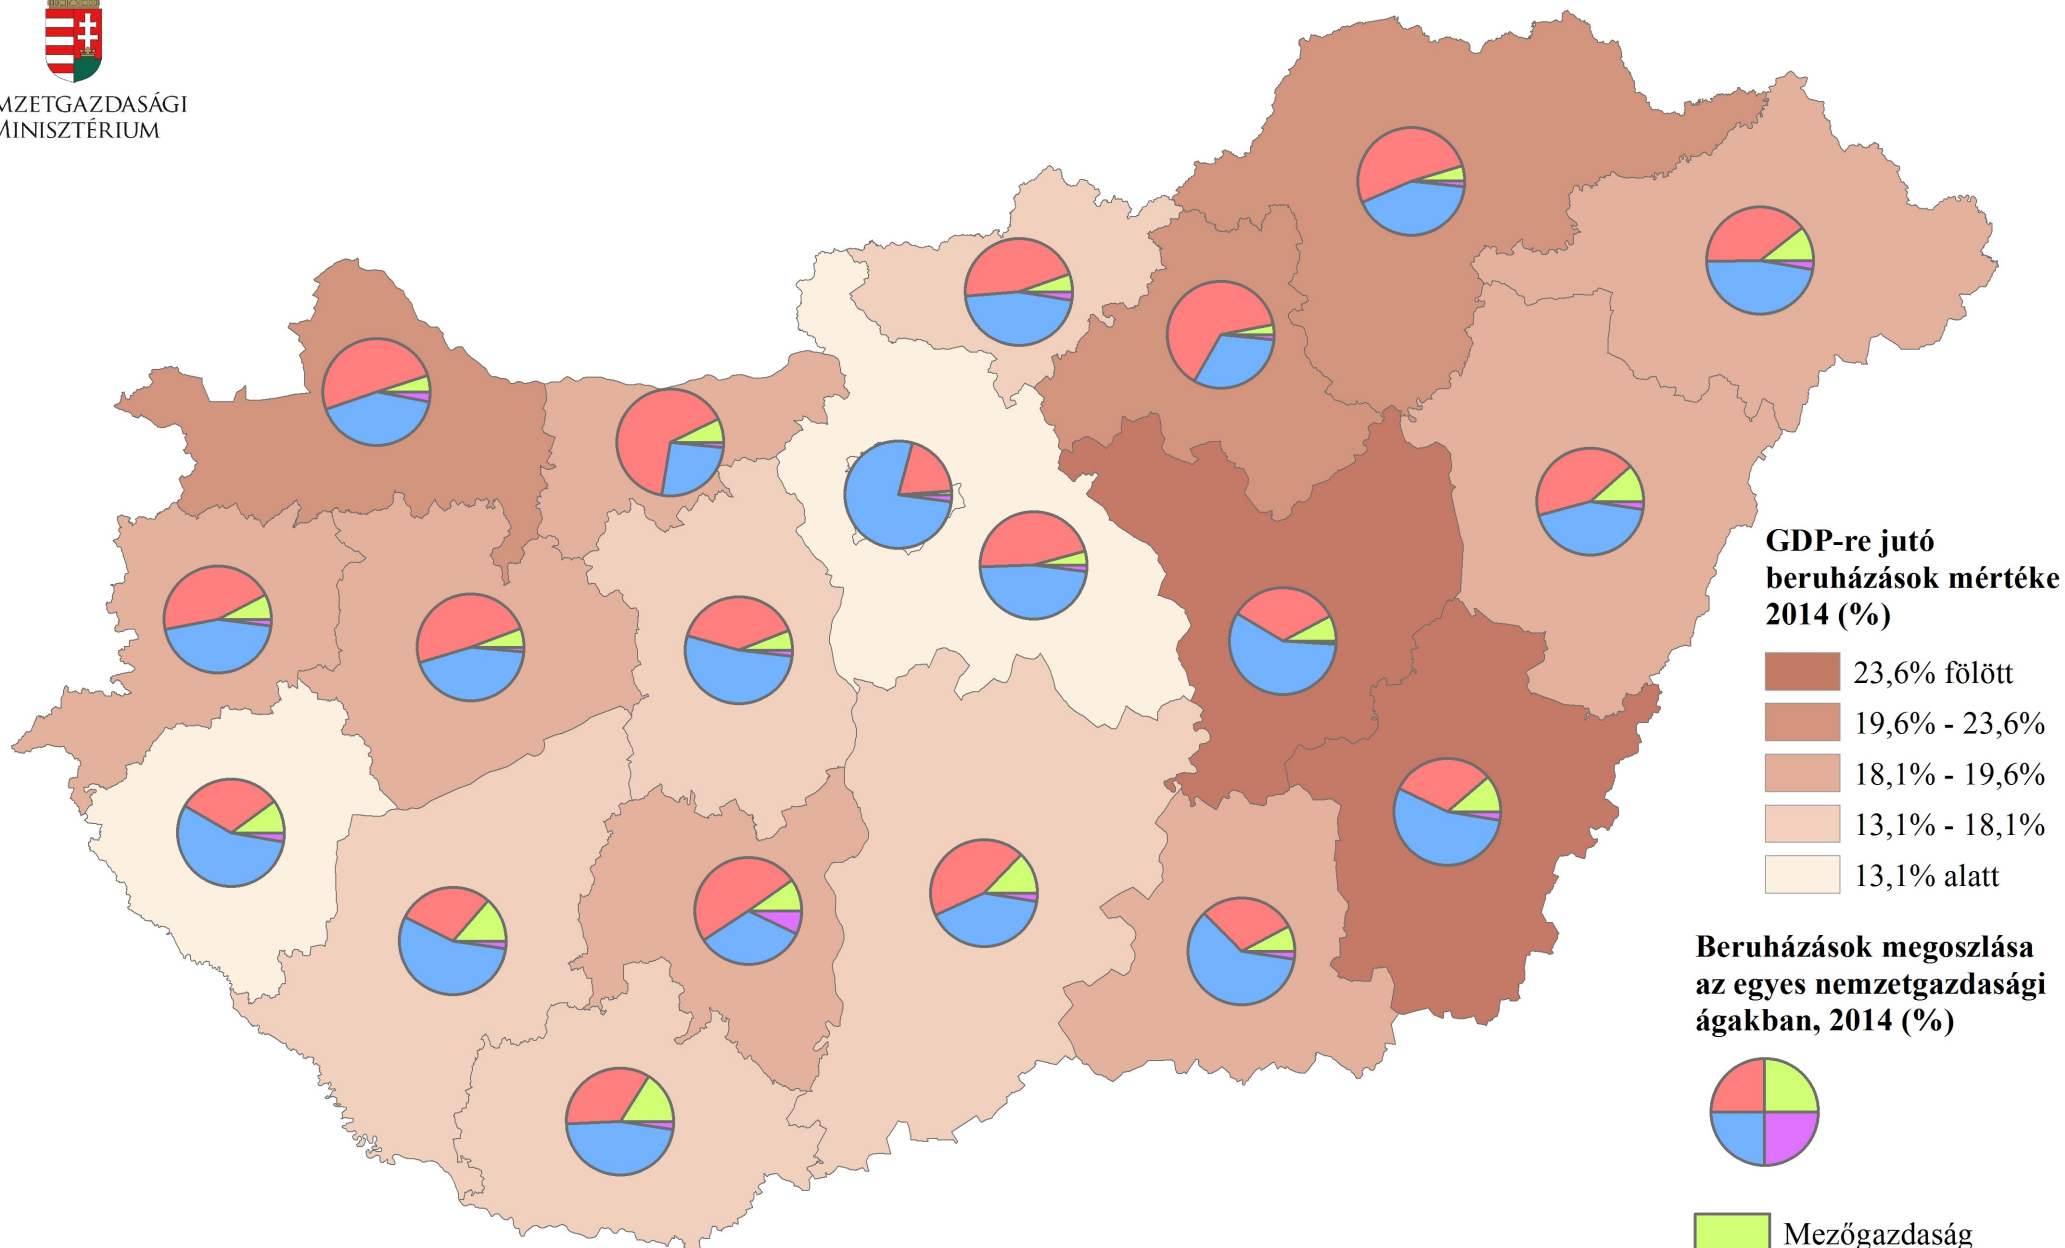 MZETGAZDASÁGI
MINISZTÉRIUM
GDP-re jutó
beruházások mértéke
2014 (%)
23,6% fölött
19,6% - 23,6%
18,1% - 19,6%
13,1% - 18,1%
13,1% alatt
Beruházások megoszlása
az egyes nemzetgazdasági
ágakban, 2014 (%)
Mezőgazdaság